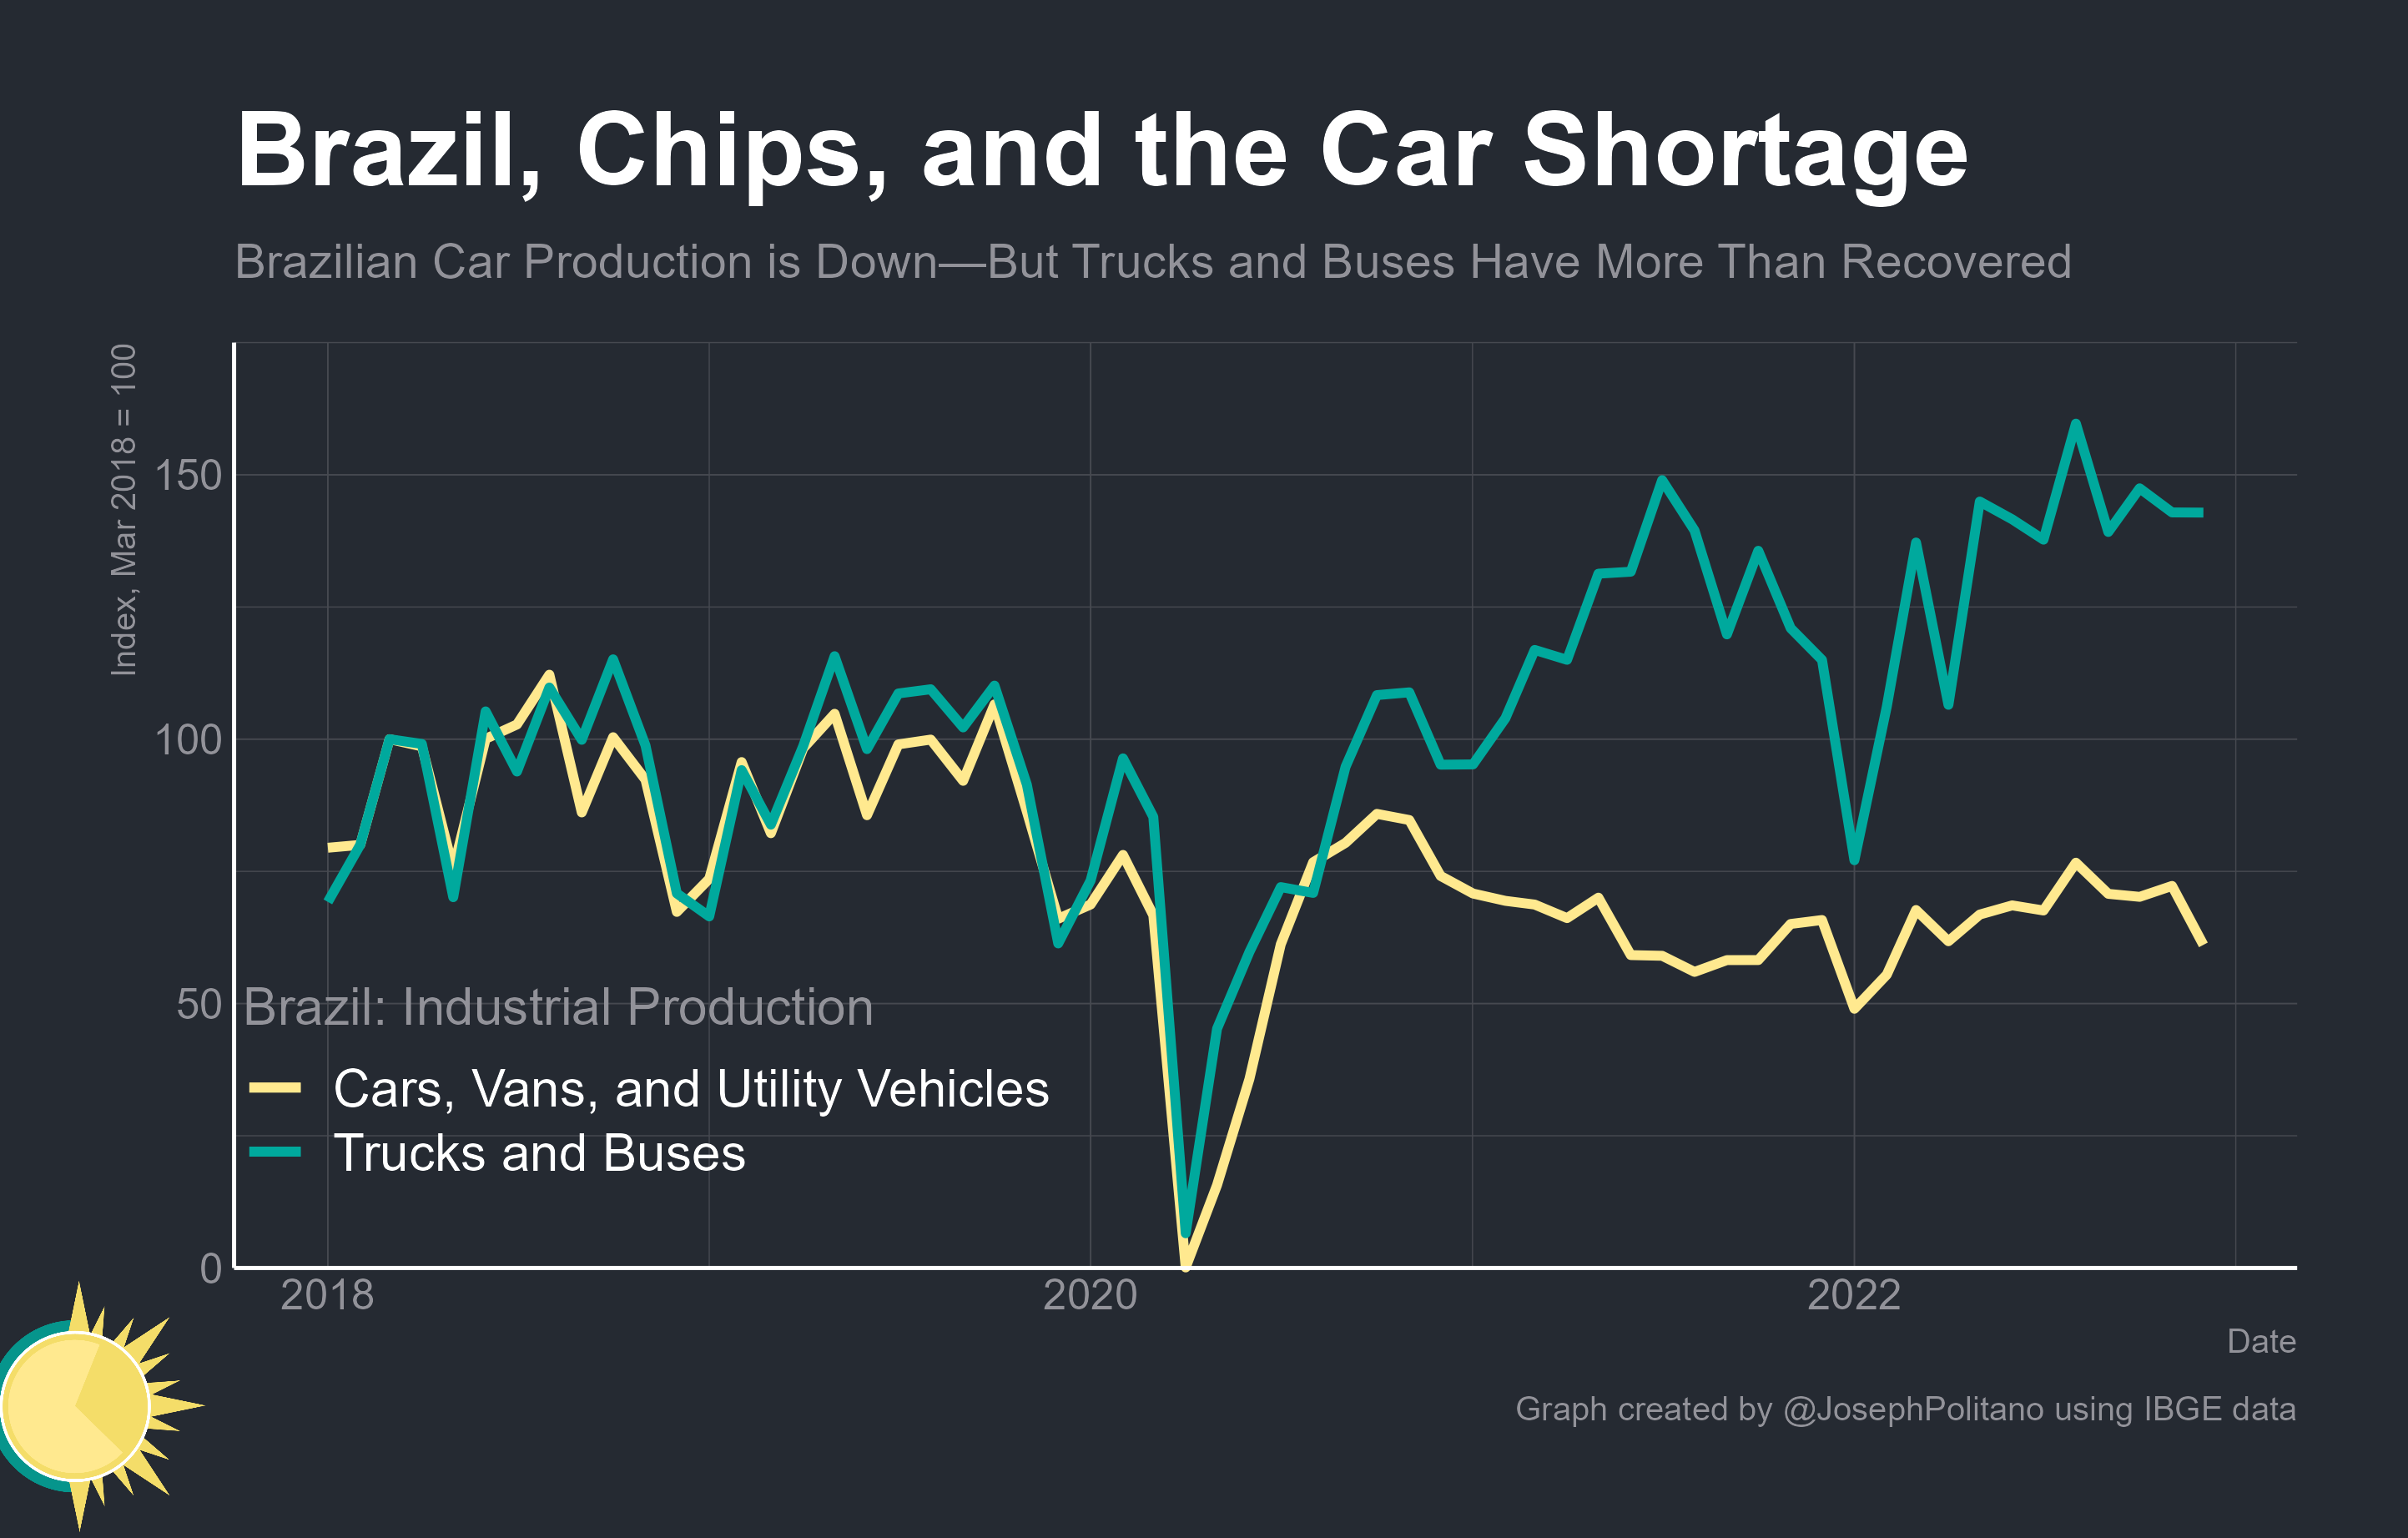 Brazil, Chips, and the Car Shortage
Brazilian Car Production is Down—But Trucks and Buses Have More Than Recovered
Index, Mar 2018 = 100
150
100
50
0
Brazil: Industrial Production
Cars, Vans, and Utility Vehicles
Trucks and Buses
2018
2020
2022
Date
Graph created by @JosephPolitano using IBGE data